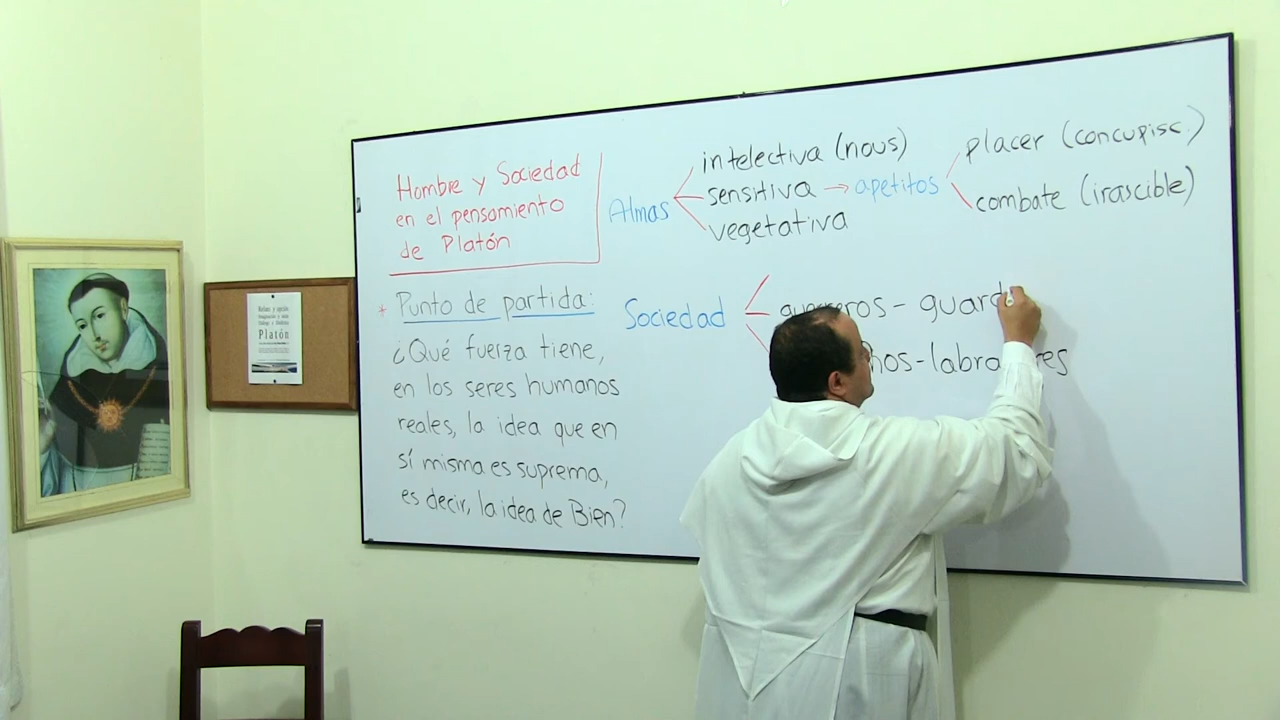 Hombre y Sociedad
en el pensamiento
de Platón
* Punto de partida:
¿Qué fuerza tiene,
en los seres humanos
reales, la idea que en
sí misma es suprema,
es decir, la idea de Bien?
Almas
intelectiva (nous)
sensitiva → apetitos
vegetativa
placer (concupisc.)
combate (irascible)
Sociedad
guerreros - guard
hos-labra
Platón